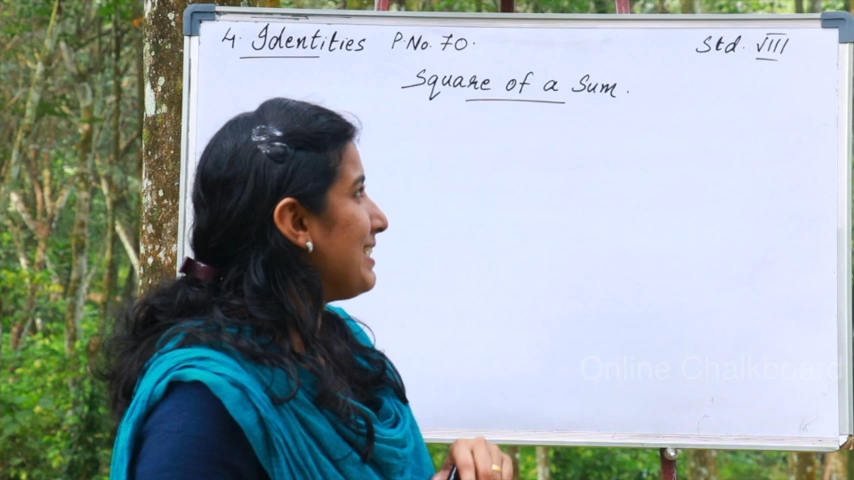 4. Identities P.No. 70. Std. VIII
Square of a Sum.
Online Chalkboard